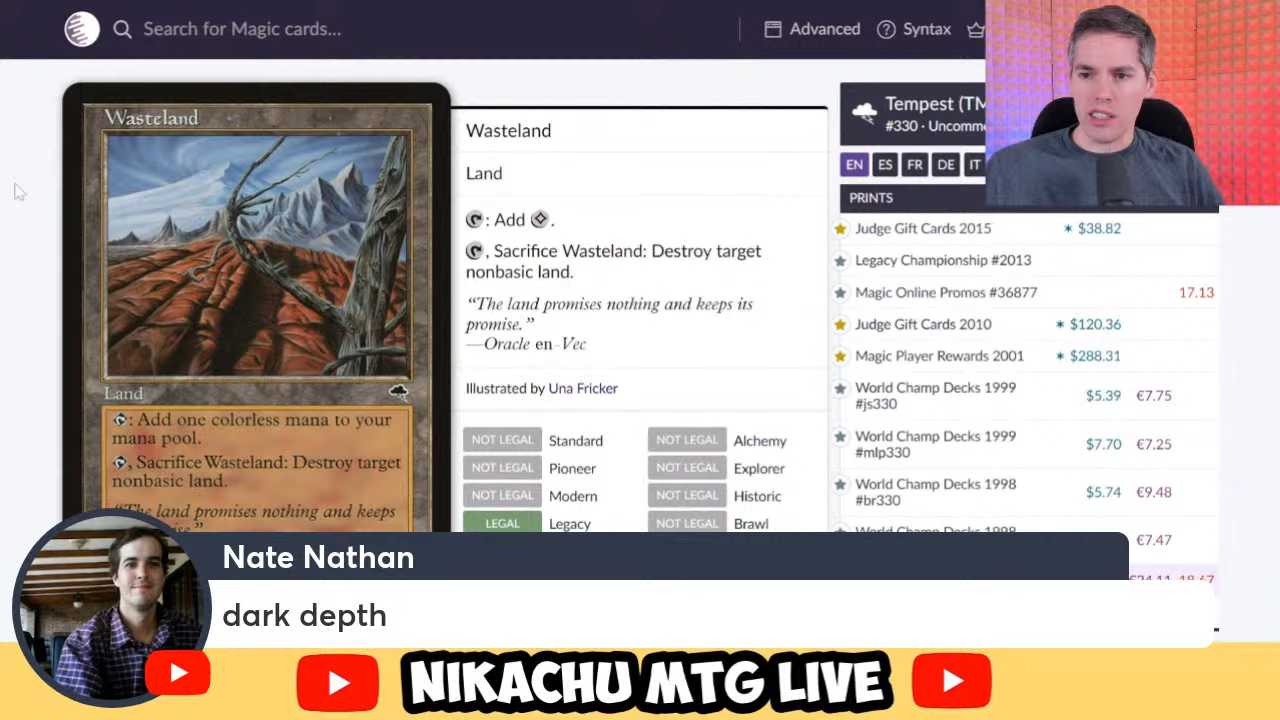 Search for Magic cards...
Advanced
Syntax
Wasteland
Land
: Add one colorless mana to your
mana pool.
, Sacrifice Wasteland: Destroy target
nonbasic land.
"The land promises nothing and keeps
Wasteland
Land
: Add .
, Sacrifice Wasteland: Destroy target
nonbasic land.
"The land promises nothing and keeps its
promise."
—Oracle en-Vec
Illustrated by Una Fricker
NOT LEGAL Standard NOT LEGAL Alchemy
NOT LEGAL Pioneer NOT LEGAL Explorer
NOT LEGAL Modern NOT LEGAL Historic
LEGAL Legacy NOT LEGAL Brawl
Tempest (TM
#330 · Uncomm
EN ES FR DE IT
PRINTS
Judge Gift Cards 2015 $38.82
Legacy Championship #2013
Magic Online Promos #36877 17.13
Judge Gift Cards 2010 $120.36
Magic Player Rewards 2001 $288.31
World Champ Decks 1999
#js330 $5.39 €7.75
World Champ Decks 1999
#mlp330 $7.70 €7.25
World Champ Decks 1998
#br330 $5.74 €9.48
€7.47
Nate Nathan
dark depth
NIKACHU MTG LIVE